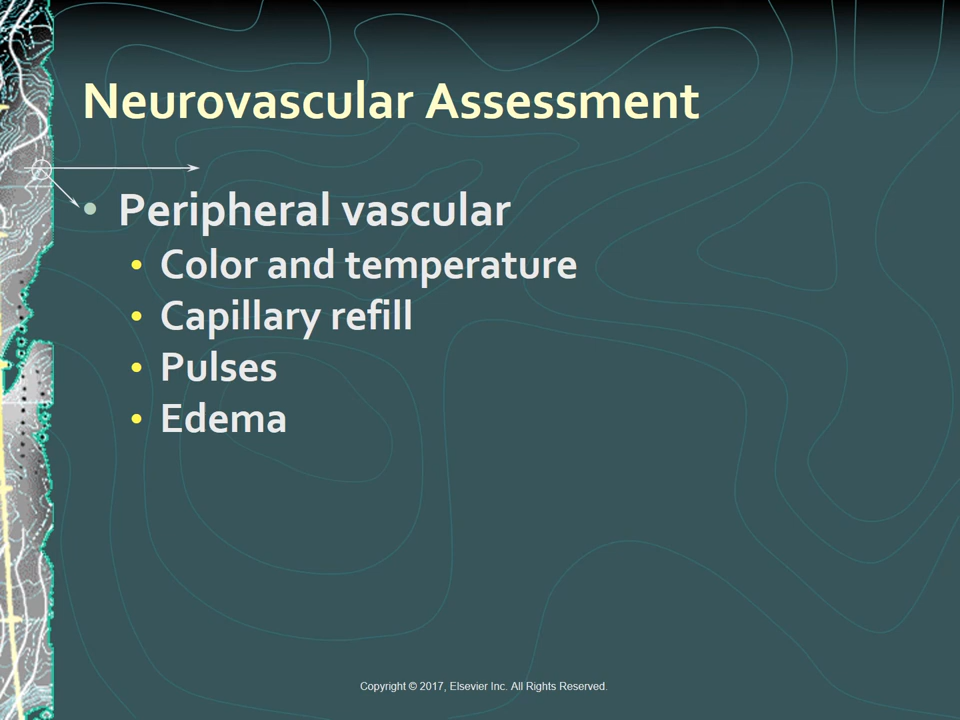 Neurovascular Assessment
• Peripheral vascular
• Color and temperature
• Capillary refill
• Pulses
• Edema
Copyright © 2017, Elsevier Inc. All Rights Reserved.